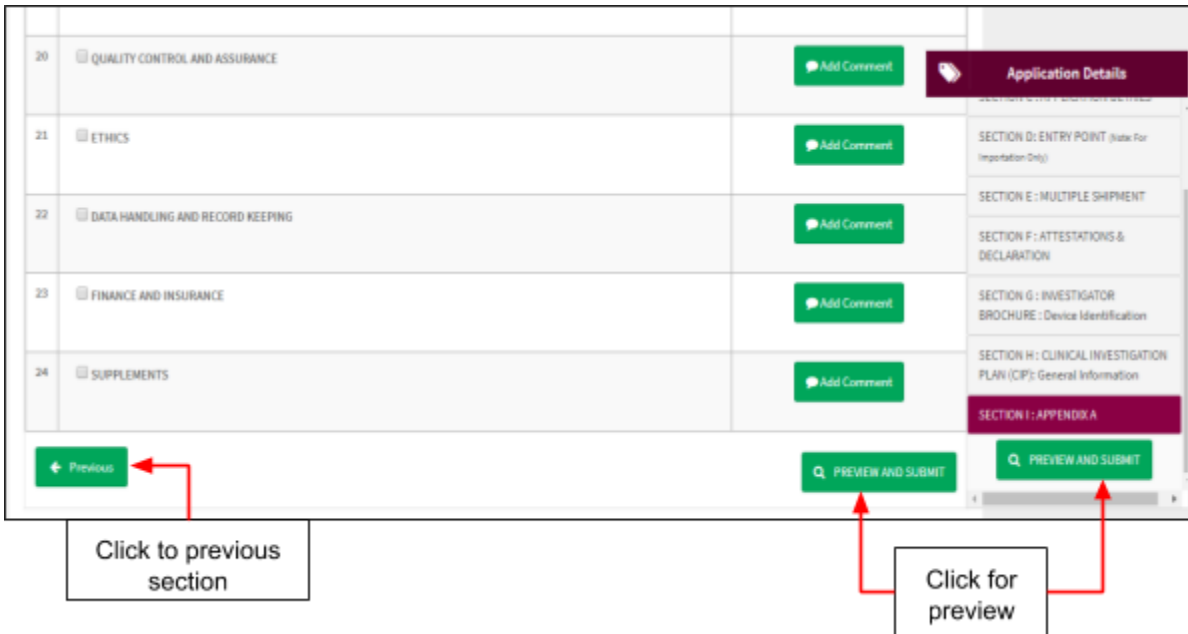 20 QUALITY CONTROL AND ASSURANCE Add Comment
21 ETHICS Add Comment
22 DATA HANDLING AND RECORD KEEPING Add Comment
23 FINANCE AND INSURANCE Add Comment
24 SUPPLEMENTS Add Comment
Previous
PREVIEW AND SUBMIT
Application Details
SECTION D: ENTRY POINT (Note: For
Importation Only)
SECTION E : MULTIPLE SHIPMENT
SECTION F : ATTESTATIONS &
DECLARATION
SECTION G : INVESTIGATOR
BROCHURE : Device Identification
SECTION H : CLINICAL INVESTIGATION
PLAN (CIP): General Information
SECTION I : APPENDIX A
PREVIEW AND SUBMIT
Click to previous
section
Click for
preview